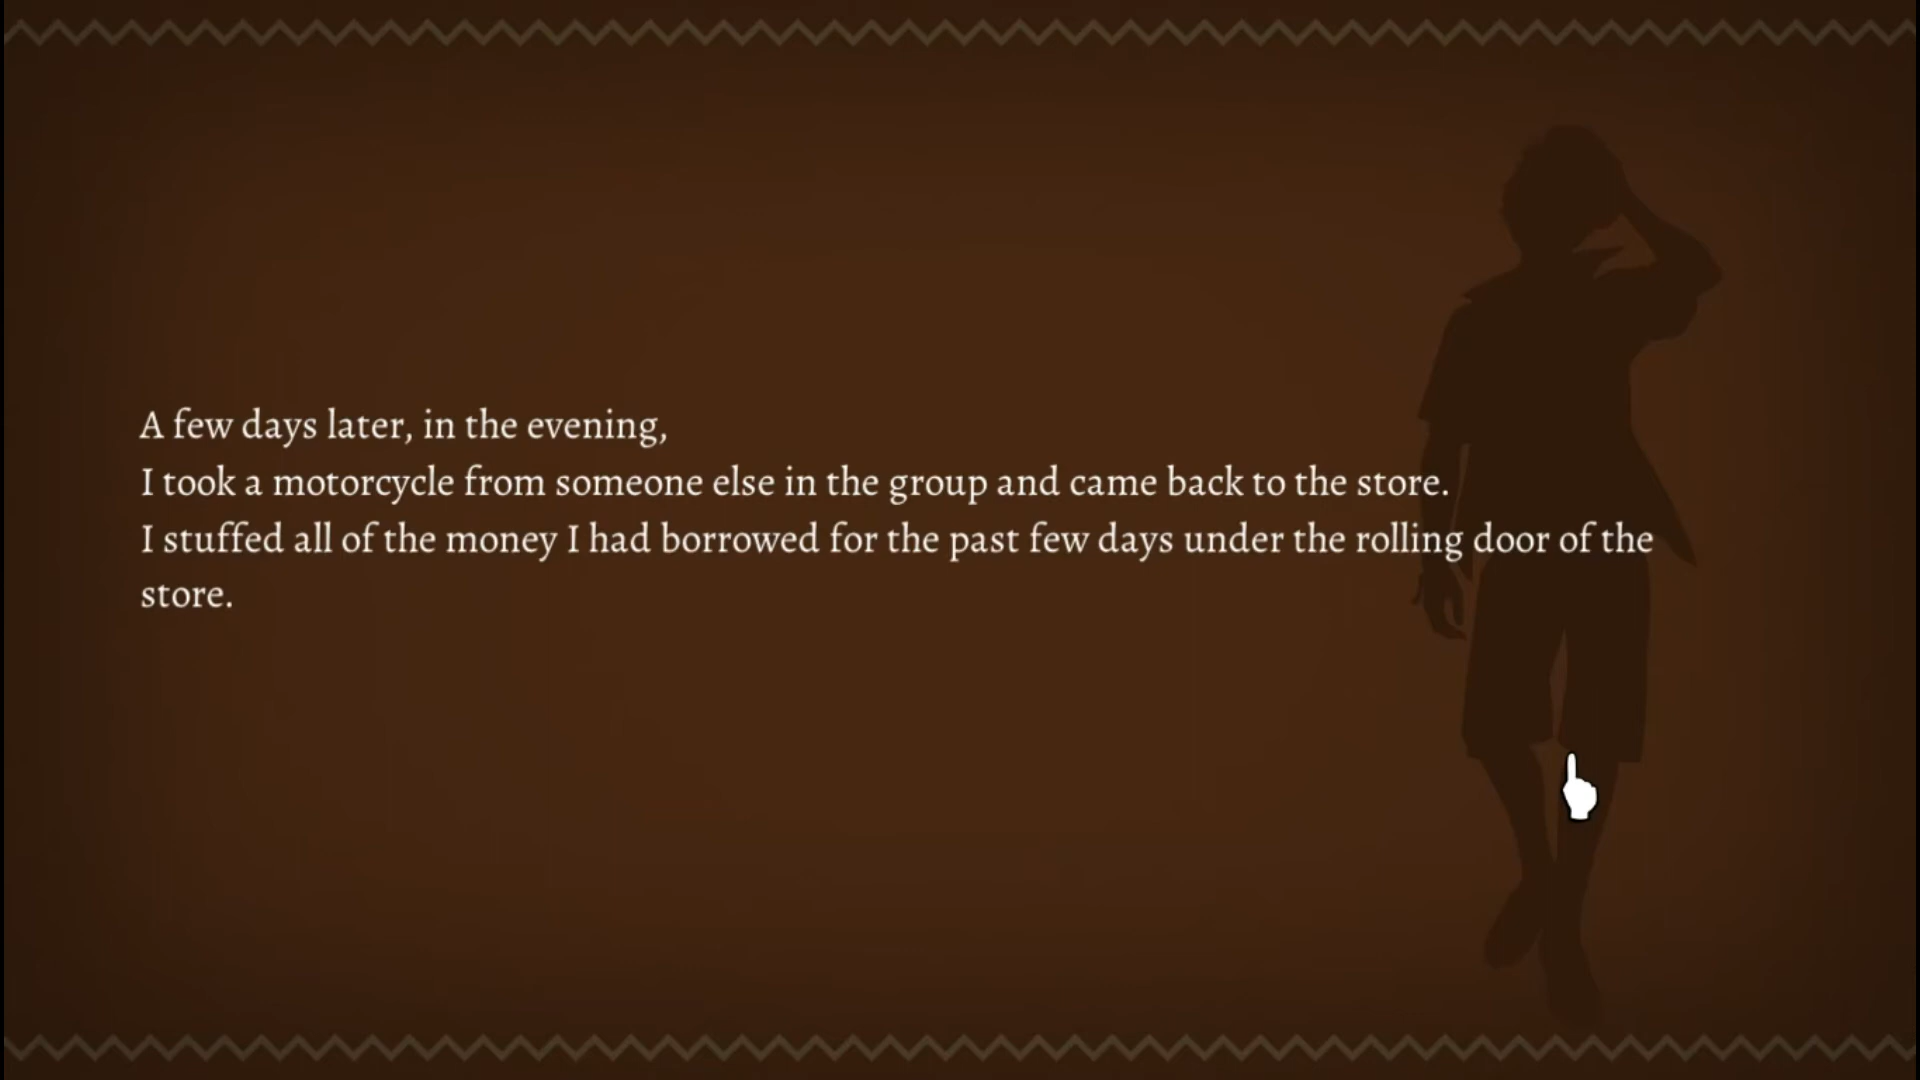 A few days later, in the evening,
I took a motorcycle from someone else in the group and came back to the store.
I stuffed all of the money I had borrowed for the past few days under the rolling door of the
store.